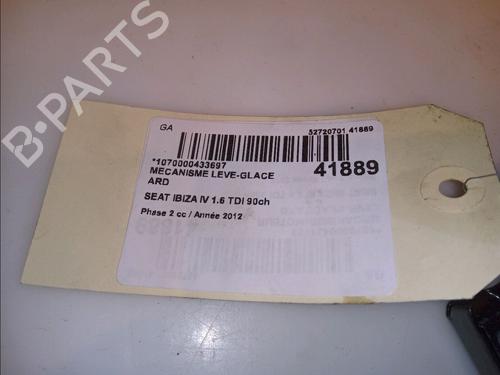 B-PARTS
GA
52720701 41889
*1070000433697
41889
MECANISME LEVE-GLACE
ARD
SEAT IBIZA IV 1.6 TDI 90ch
Phase 2 cc / Année 2012